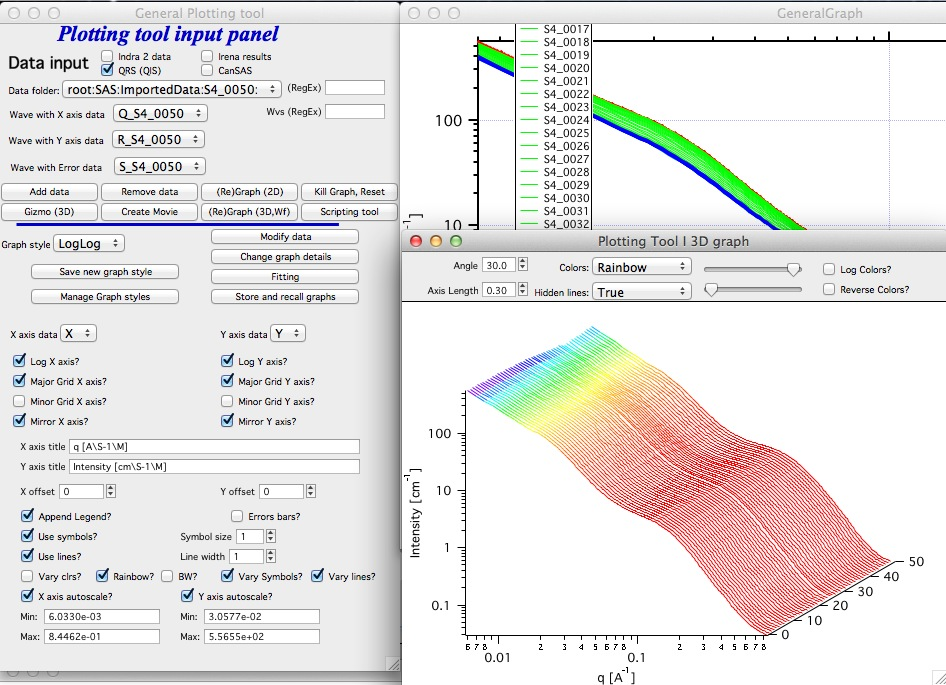 General Plotting tool
Plotting tool input panel
Data input
Indra 2 data
Irena results
QRS (QIS)
CanSAS
Data folder: root:SAS:ImportedData:S4_0050: (RegEx)
Wave with X axis data Q_S4_0050 Wvs (RegEx)
Wave with Y axis data R_S4_0050
Wave with Error data S_S4_0050
Add data Remove data (Re)Graph (2D) Kill Graph, Reset
Gizmo (3D) Create Movie (Re)Graph (3D,Wf) Scripting tool
Graph style LogLog Modify data
Change graph details
Save new graph style Fitting
Manage Graph styles Store and recall graphs
X axis data X Y axis data Y
Log X axis? Log Y axis?
Major Grid X axis? Major Grid Y axis?
Minor Grid X axis? Minor Grid Y axis?
Mirror X axis? Mirror Y axis?
X axis title q [A\S-1\M]
Y axis title Intensity [cm\S-1\M]
X offset 0 Y offset 0
Append Legend? Errors bars?
Use symbols? Symbol size 1
Use lines? Line width 1
Vary clrs? Rainbow? BW? Vary Symbols? Vary lines?
X axis autoscale? Y axis autoscale?
Min: 6.0330e-03 Min: 3.0577e-02
Max: 8.4462e-01 Max: 5.5655e+02
GeneralGraph
S4_0017
S4_0018
S4_0019
S4_0020
S4_0021
S4_0022
S4_0023
S4_0024
S4_0025
S4_0026
S4_0027
S4_0028
S4_0029
S4_0030
S4_0031
S4_0032
100
10
-1]
Plotting Tool I 3D graph
Angle 30.0 Colors: Rainbow Log Colors?
Axis Length 0.30 Hidden lines: True Reverse Colors?
100
10
1
0.1
Intensity [cm-1]
50
40
30
20
10
0
6 7 8 2 3 4 5 6 7 8 2 3 4 5 6 7 8
0.01 0.1
q [A-1]